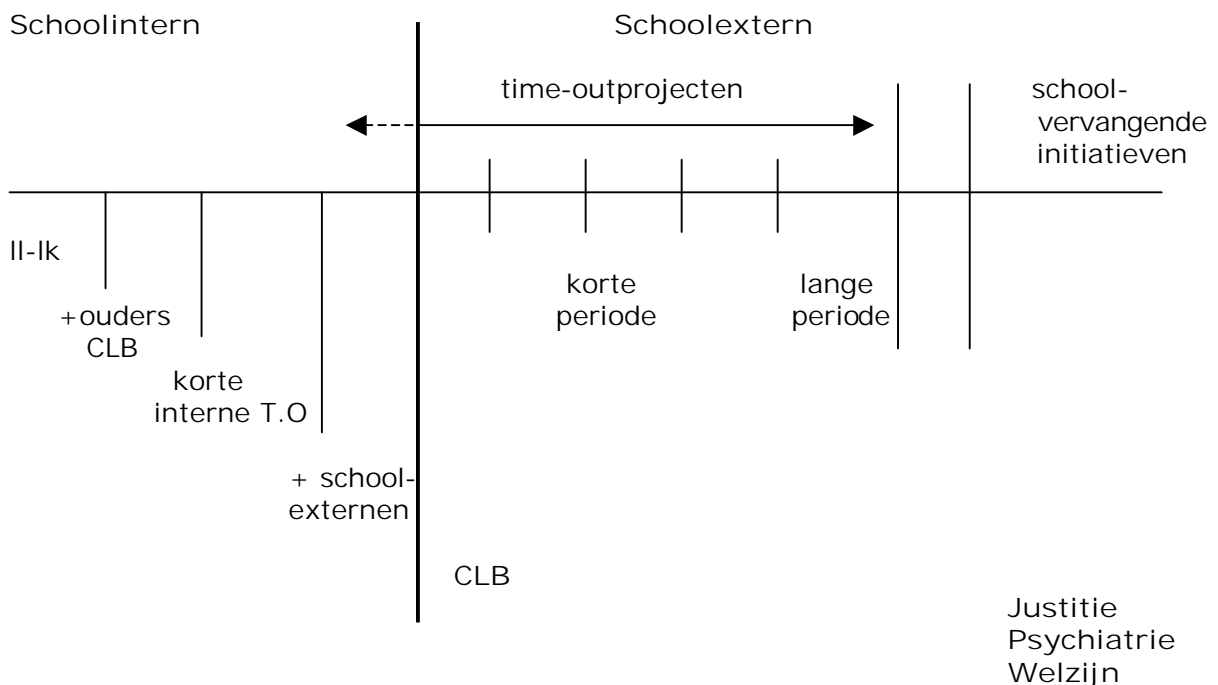 Schoolintern
Schoolextern
time-outprojecten
school-
vervangende
initiatieven
ll-lk
+ouders
CLB
korte
interne T.O
+ school-
externen
korte
periode
lange
periode
CLB
Justitie
Psychiatrie
Welzijn